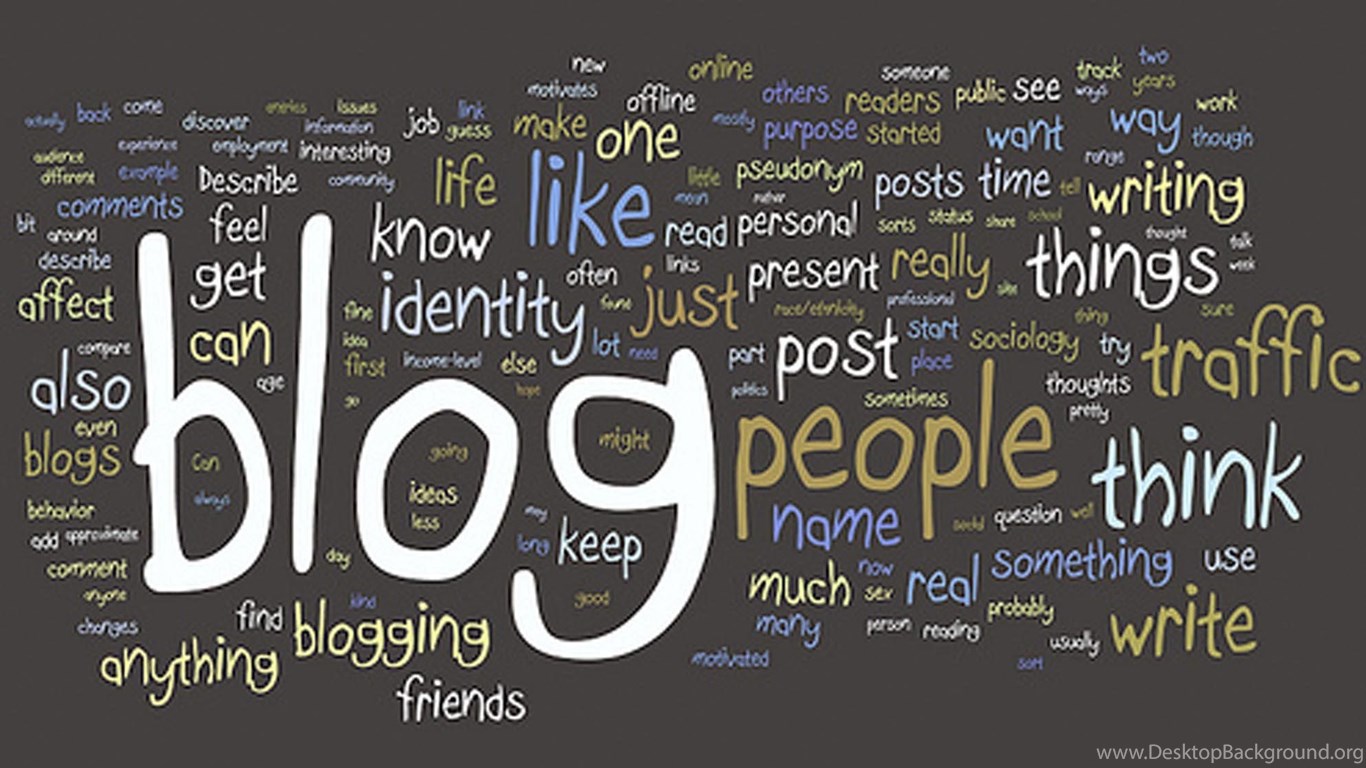 new
online
two
motivates
someone
track
years
actually
back
come
entries
issues
link
offline
others
readers
public
see
ways
work
discover
information
job
guess
make
one
mostly
purpose
started
want
way
though
audience
experience
employment
interesting
range
different
example
Describe
community
life
like
little
pseudonym
posts
time
tell
writing
comments
mean
bit
around
feel
know
read
personal
sorts
status
share
school
thought
talk
describe
get
often
links
present
really
things
week
affect
fine
identity
found
just
race/ethnicity
professional
site
sure
compare
can
idea
first
income-level
else
lot
need
part
post
start
place
sociology
thing
try
traffic
also
age
go
hope
politics
sometimes
thoughts
pretty
even
blogs
blog
Can
always
going
ideas
less
might
people
think
behavior
add
approximate
day
may
long
keep
name
social
question
well
comment
anyone
kind
good
much
now
sex
real
something
use
changes
find
blogging
many
person
reading
probably
usually
write
anything
friends
motivated
sort
www.DesktopBackground.org